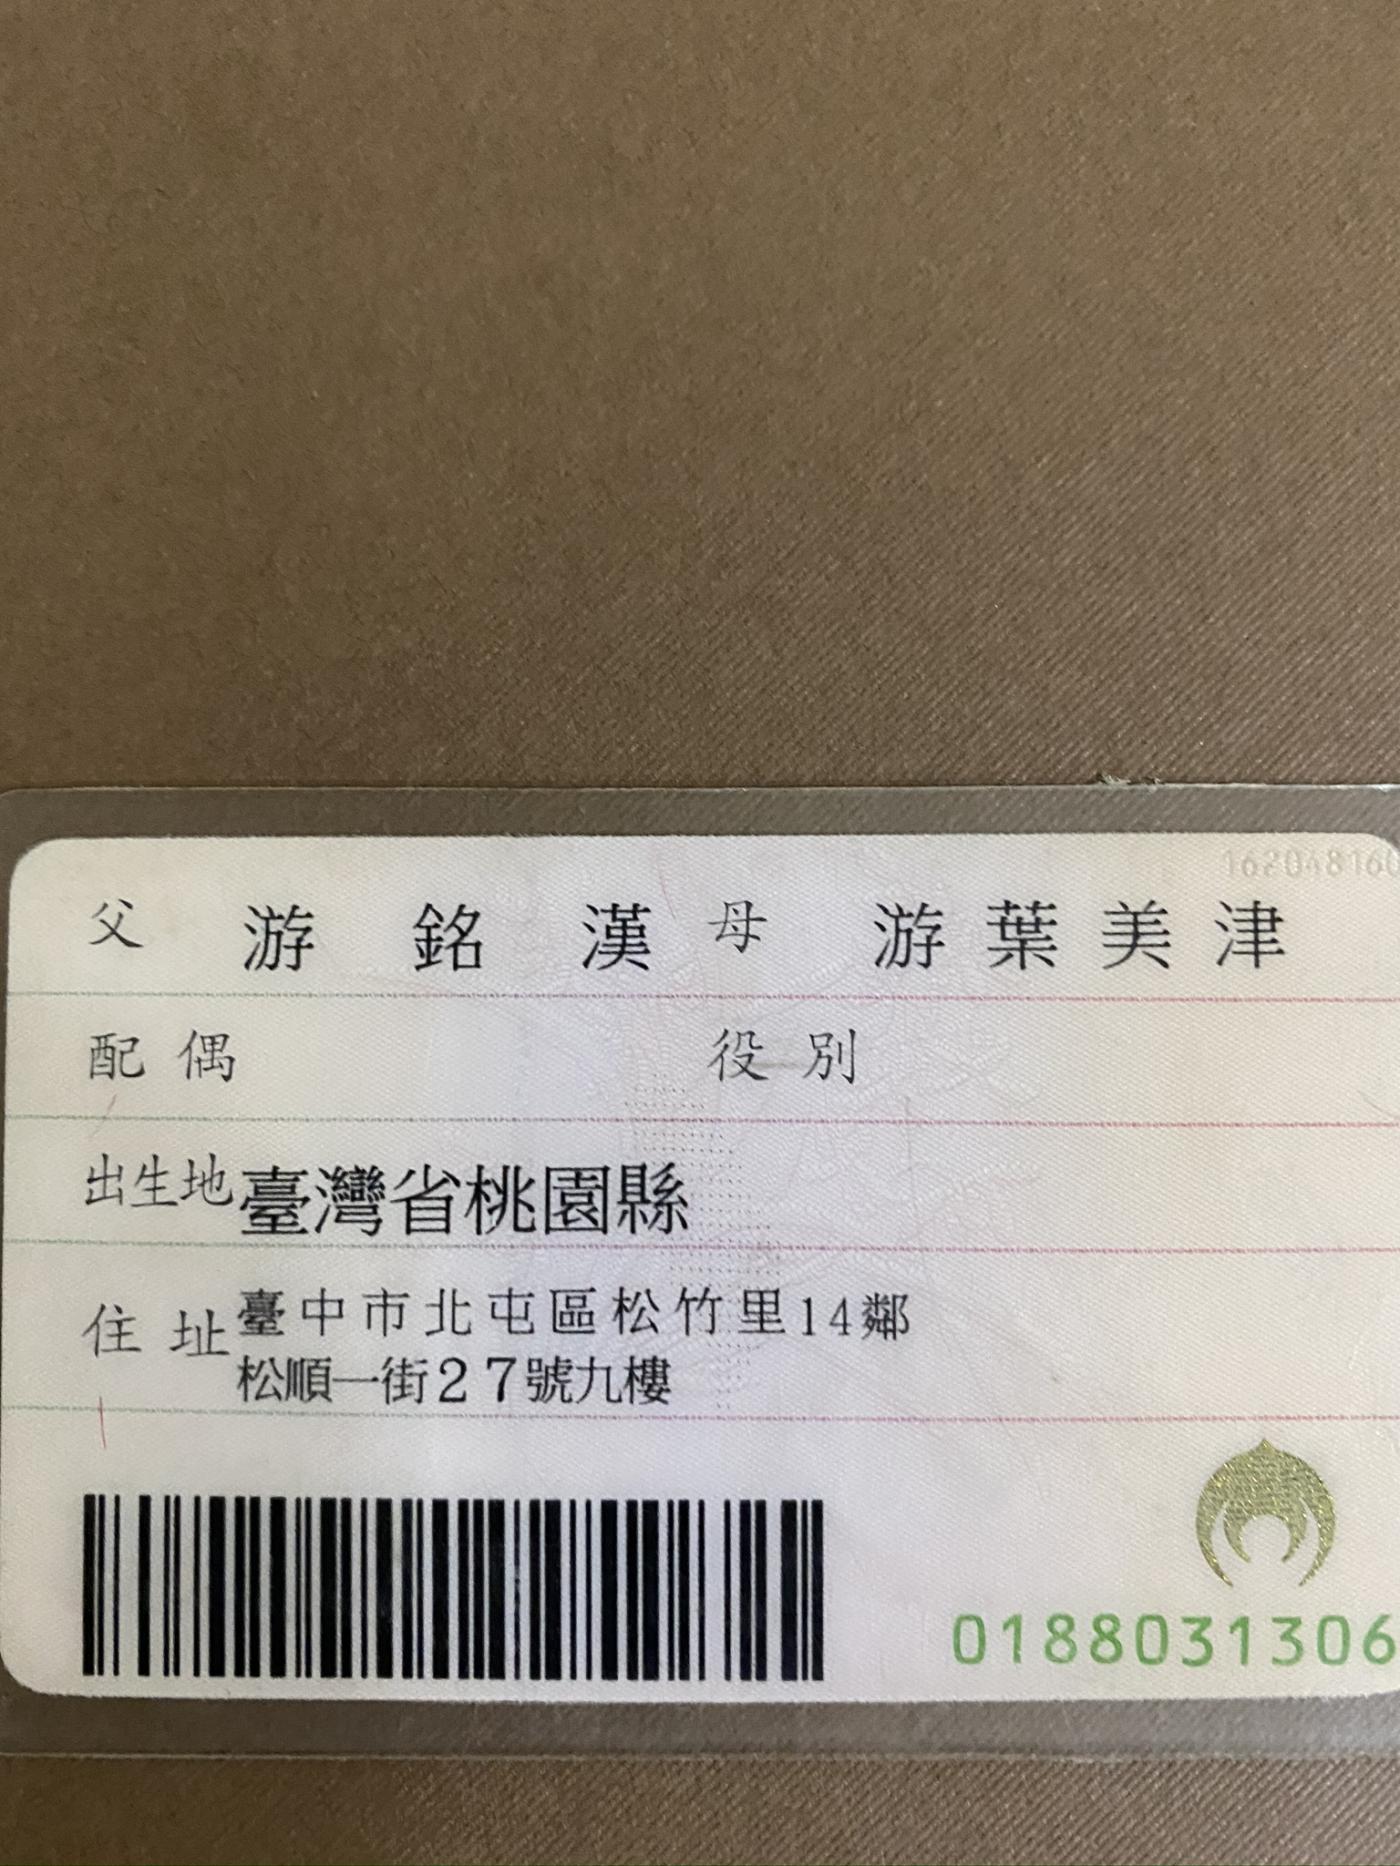 162048160
父 游銘漢 母 游葉美津
配偶 役別
出生地 臺灣省桃園縣
住址 臺中市北屯區松竹里14鄰
松順一街27號九樓
0188031306